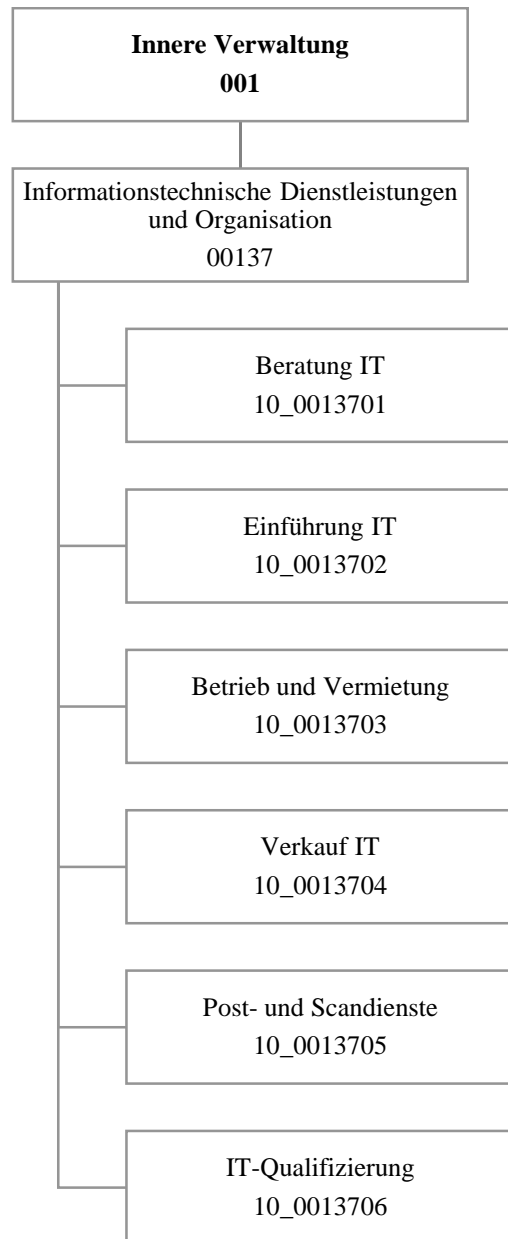 Innere Verwaltung
001
Informationstechnische Dienstleistungen
und Organisation
00137
Beratung IT
10_0013701
Einführung IT
10_0013702
Betrieb und Vermietung
10_0013703
Verkauf IT
10_0013704
Post- und Scandienste
10_0013705
IT-Qualifizierung
10_0013706